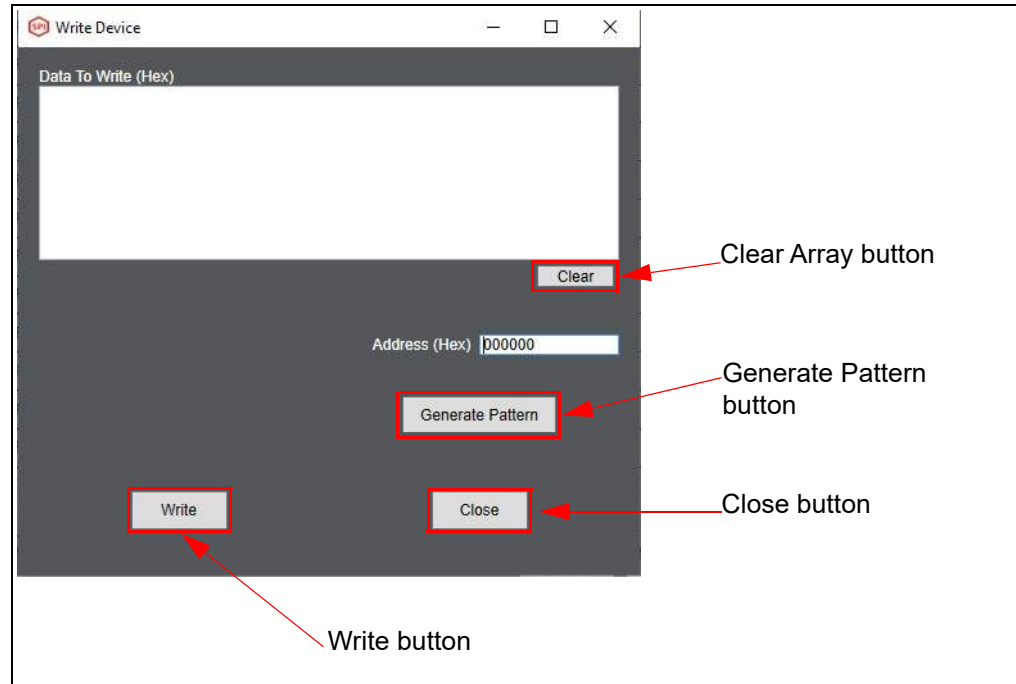 SPI Write Device
Data To Write (Hex)
Clear
Clear Array button
Address (Hex) 000000
Generate Pattern
button
Generate Pattern
Write
Close
Close button
Write button